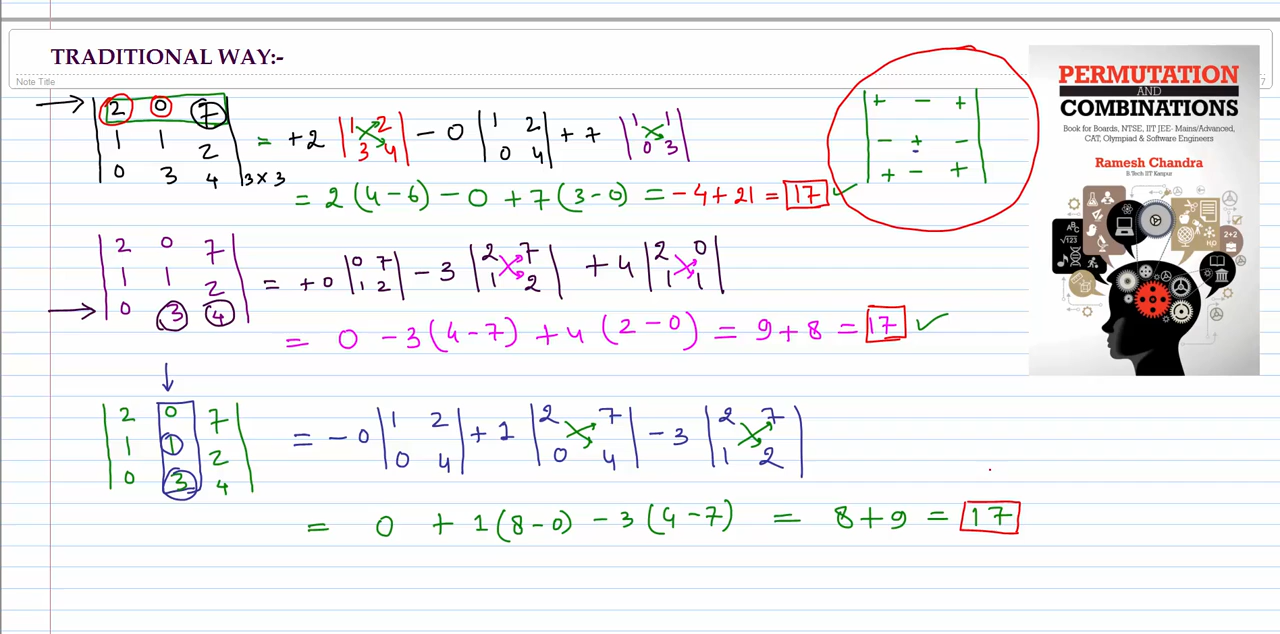 TRADITIONAL WAY:-
Note Title
7
|2 0 7|
|1 1 2|
|0 3 4| 3×3
= +2 |1 2; 3 4| - 0 |1 2; 0 4| + 7 |1 1; 0 3|
= 2(4-6) - 0 + 7(3-0) = -4+21 = 17 ✓
|+ - +|
|- + -|
|+ - +|
|2 0 7|
|1 1 2|
|0 3 4|
= +0 |0 7; 1 2| - 3 |2 7; 1 2| + 4 |2 0; 1 1|
= 0 - 3(4-7) + 4(2-0) = 9+8 = 17 ✓
|2 0 7|
|1 1 2|
|0 3 4|
= -0 |1 2; 0 4| + 1 |2 7; 0 4| - 3 |2 7; 1 2|
= 0 + 1(8-0) - 3(4-7) = 8+9 = 17
PERMUTATION
AND
COMBINATIONS
Book for Boards, NTSE, IIT JEE- Mains/Advanced,
CAT, Olympiad & Software Engineers
Ramesh Chandra
B.Tech IIT Kanpur
ABC
√123
2+2
H₂O